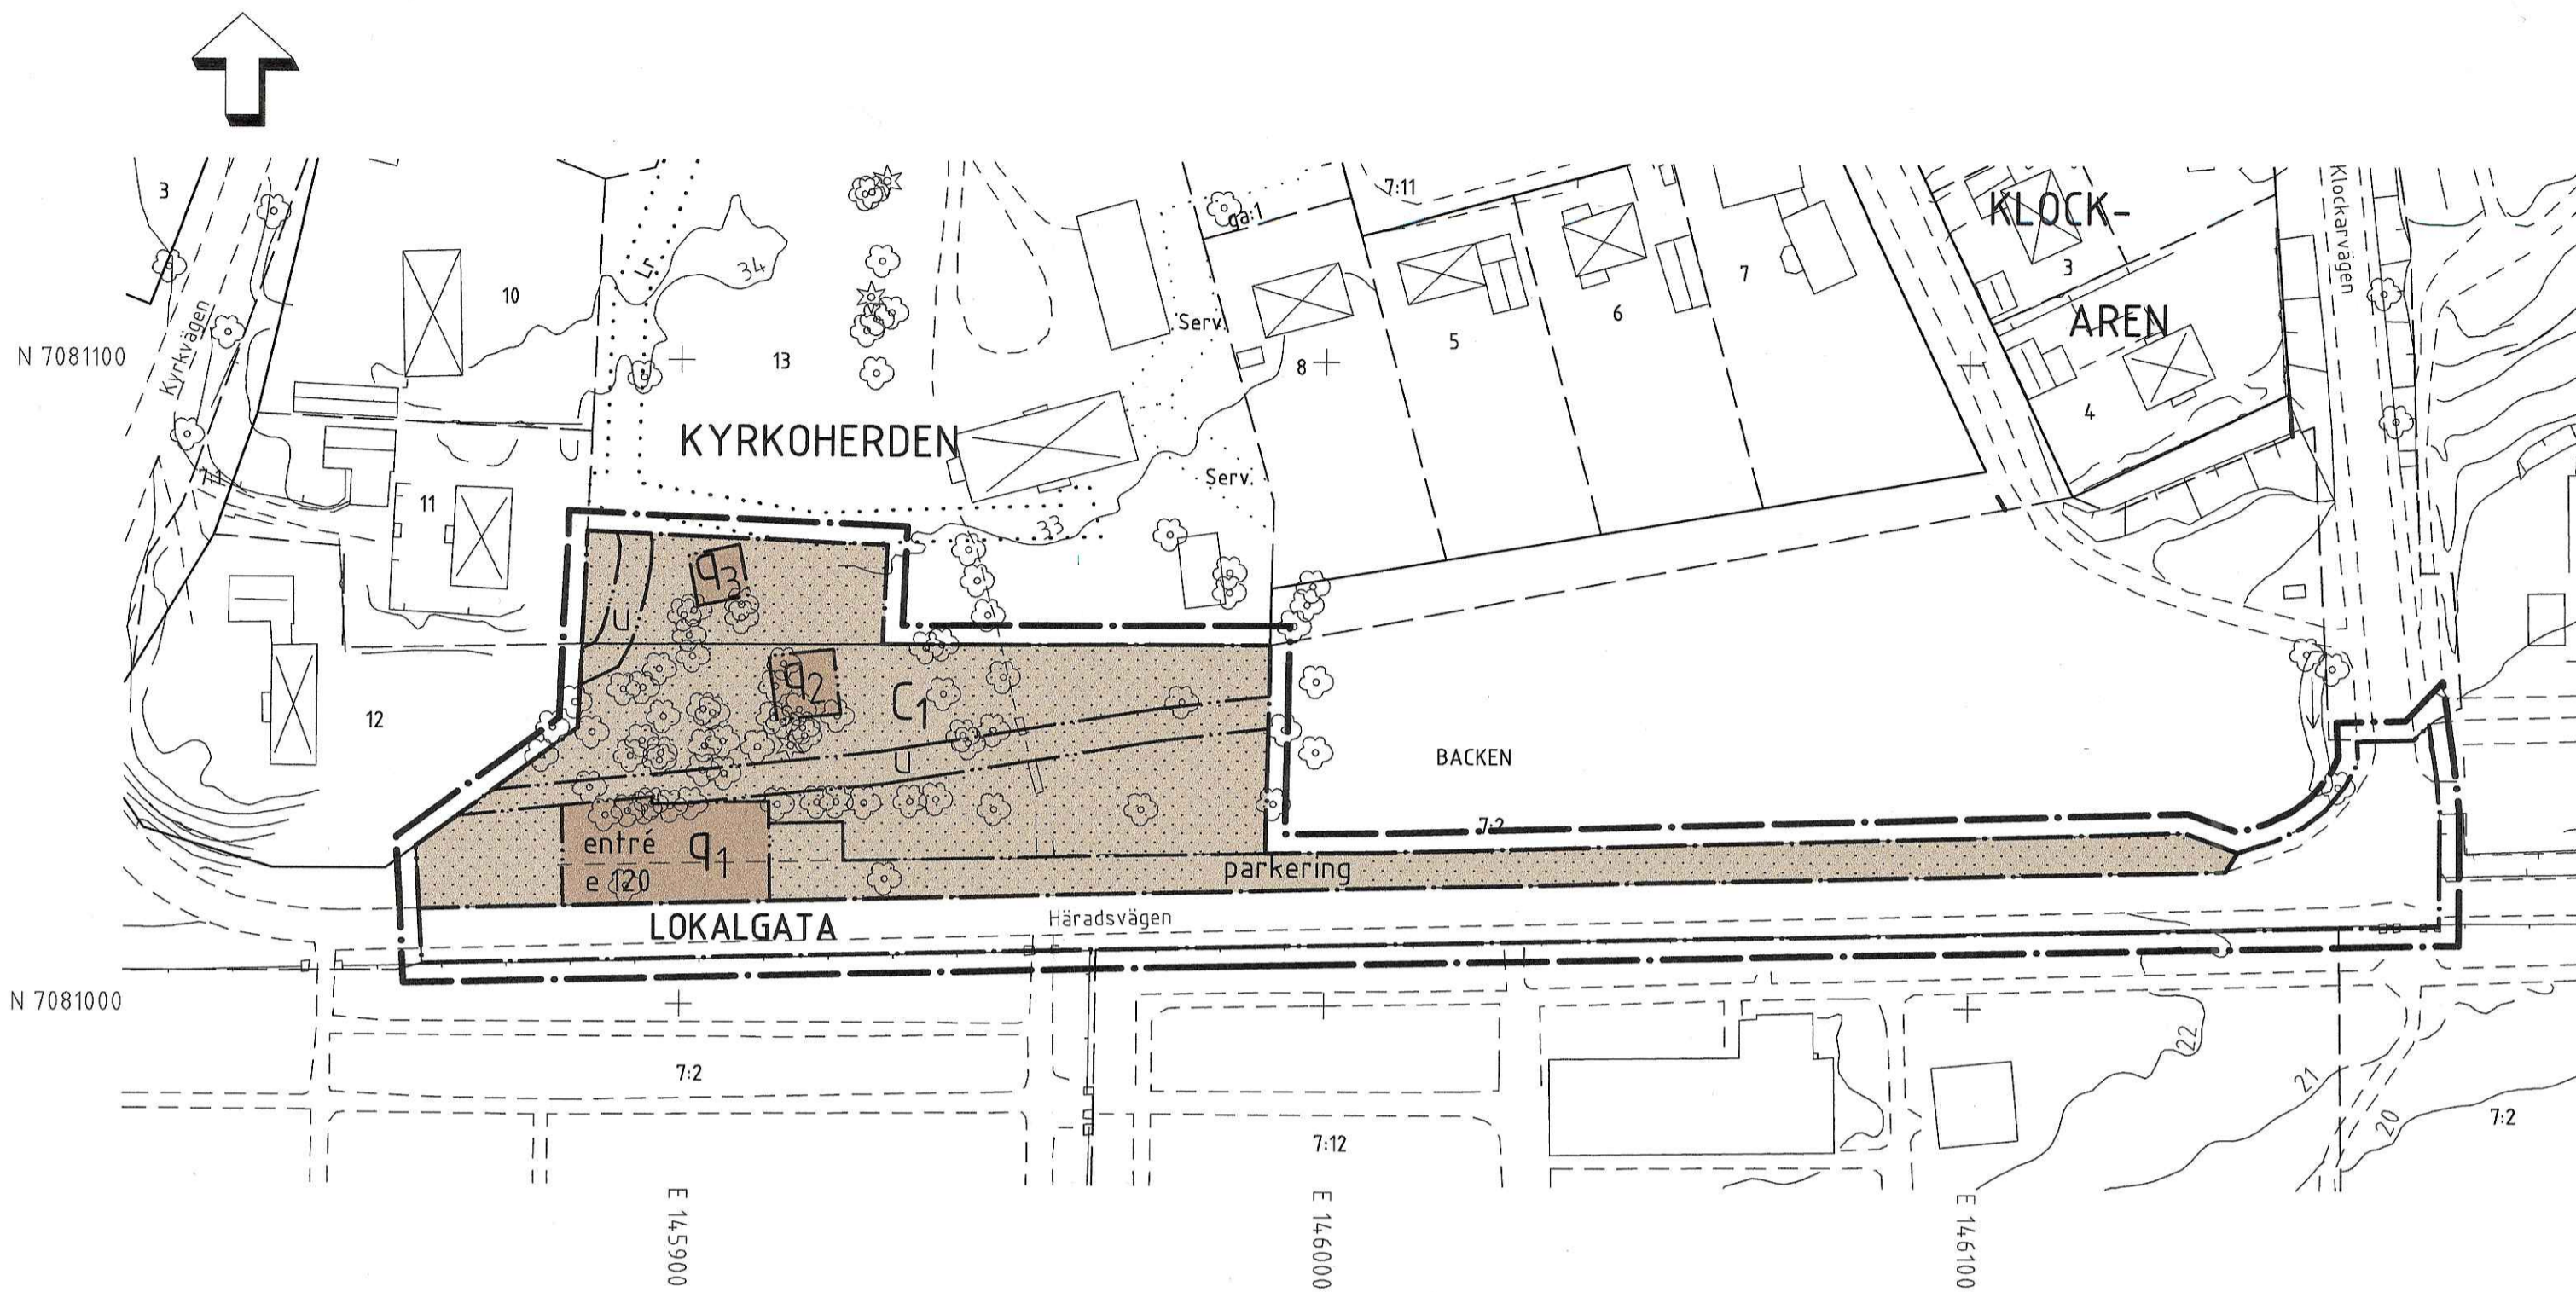 3
Kyrkvägen
10
Lr
34
13
ga:1
7:11
5
6
7
KLOCK-
3
AREN
4
Klockarvägen
N 7081100
Serv.
8
KYRKOHERDEN
Serv.
11
33
q3
u
12
q2
C1
u
BACKEN
7:2
entré
q1
e 120
parkering
LOKALGATA
Häradsvägen
N 7081000
22
21
20
7:2
7:12
7:2
E 145900
E 146000
E 146100